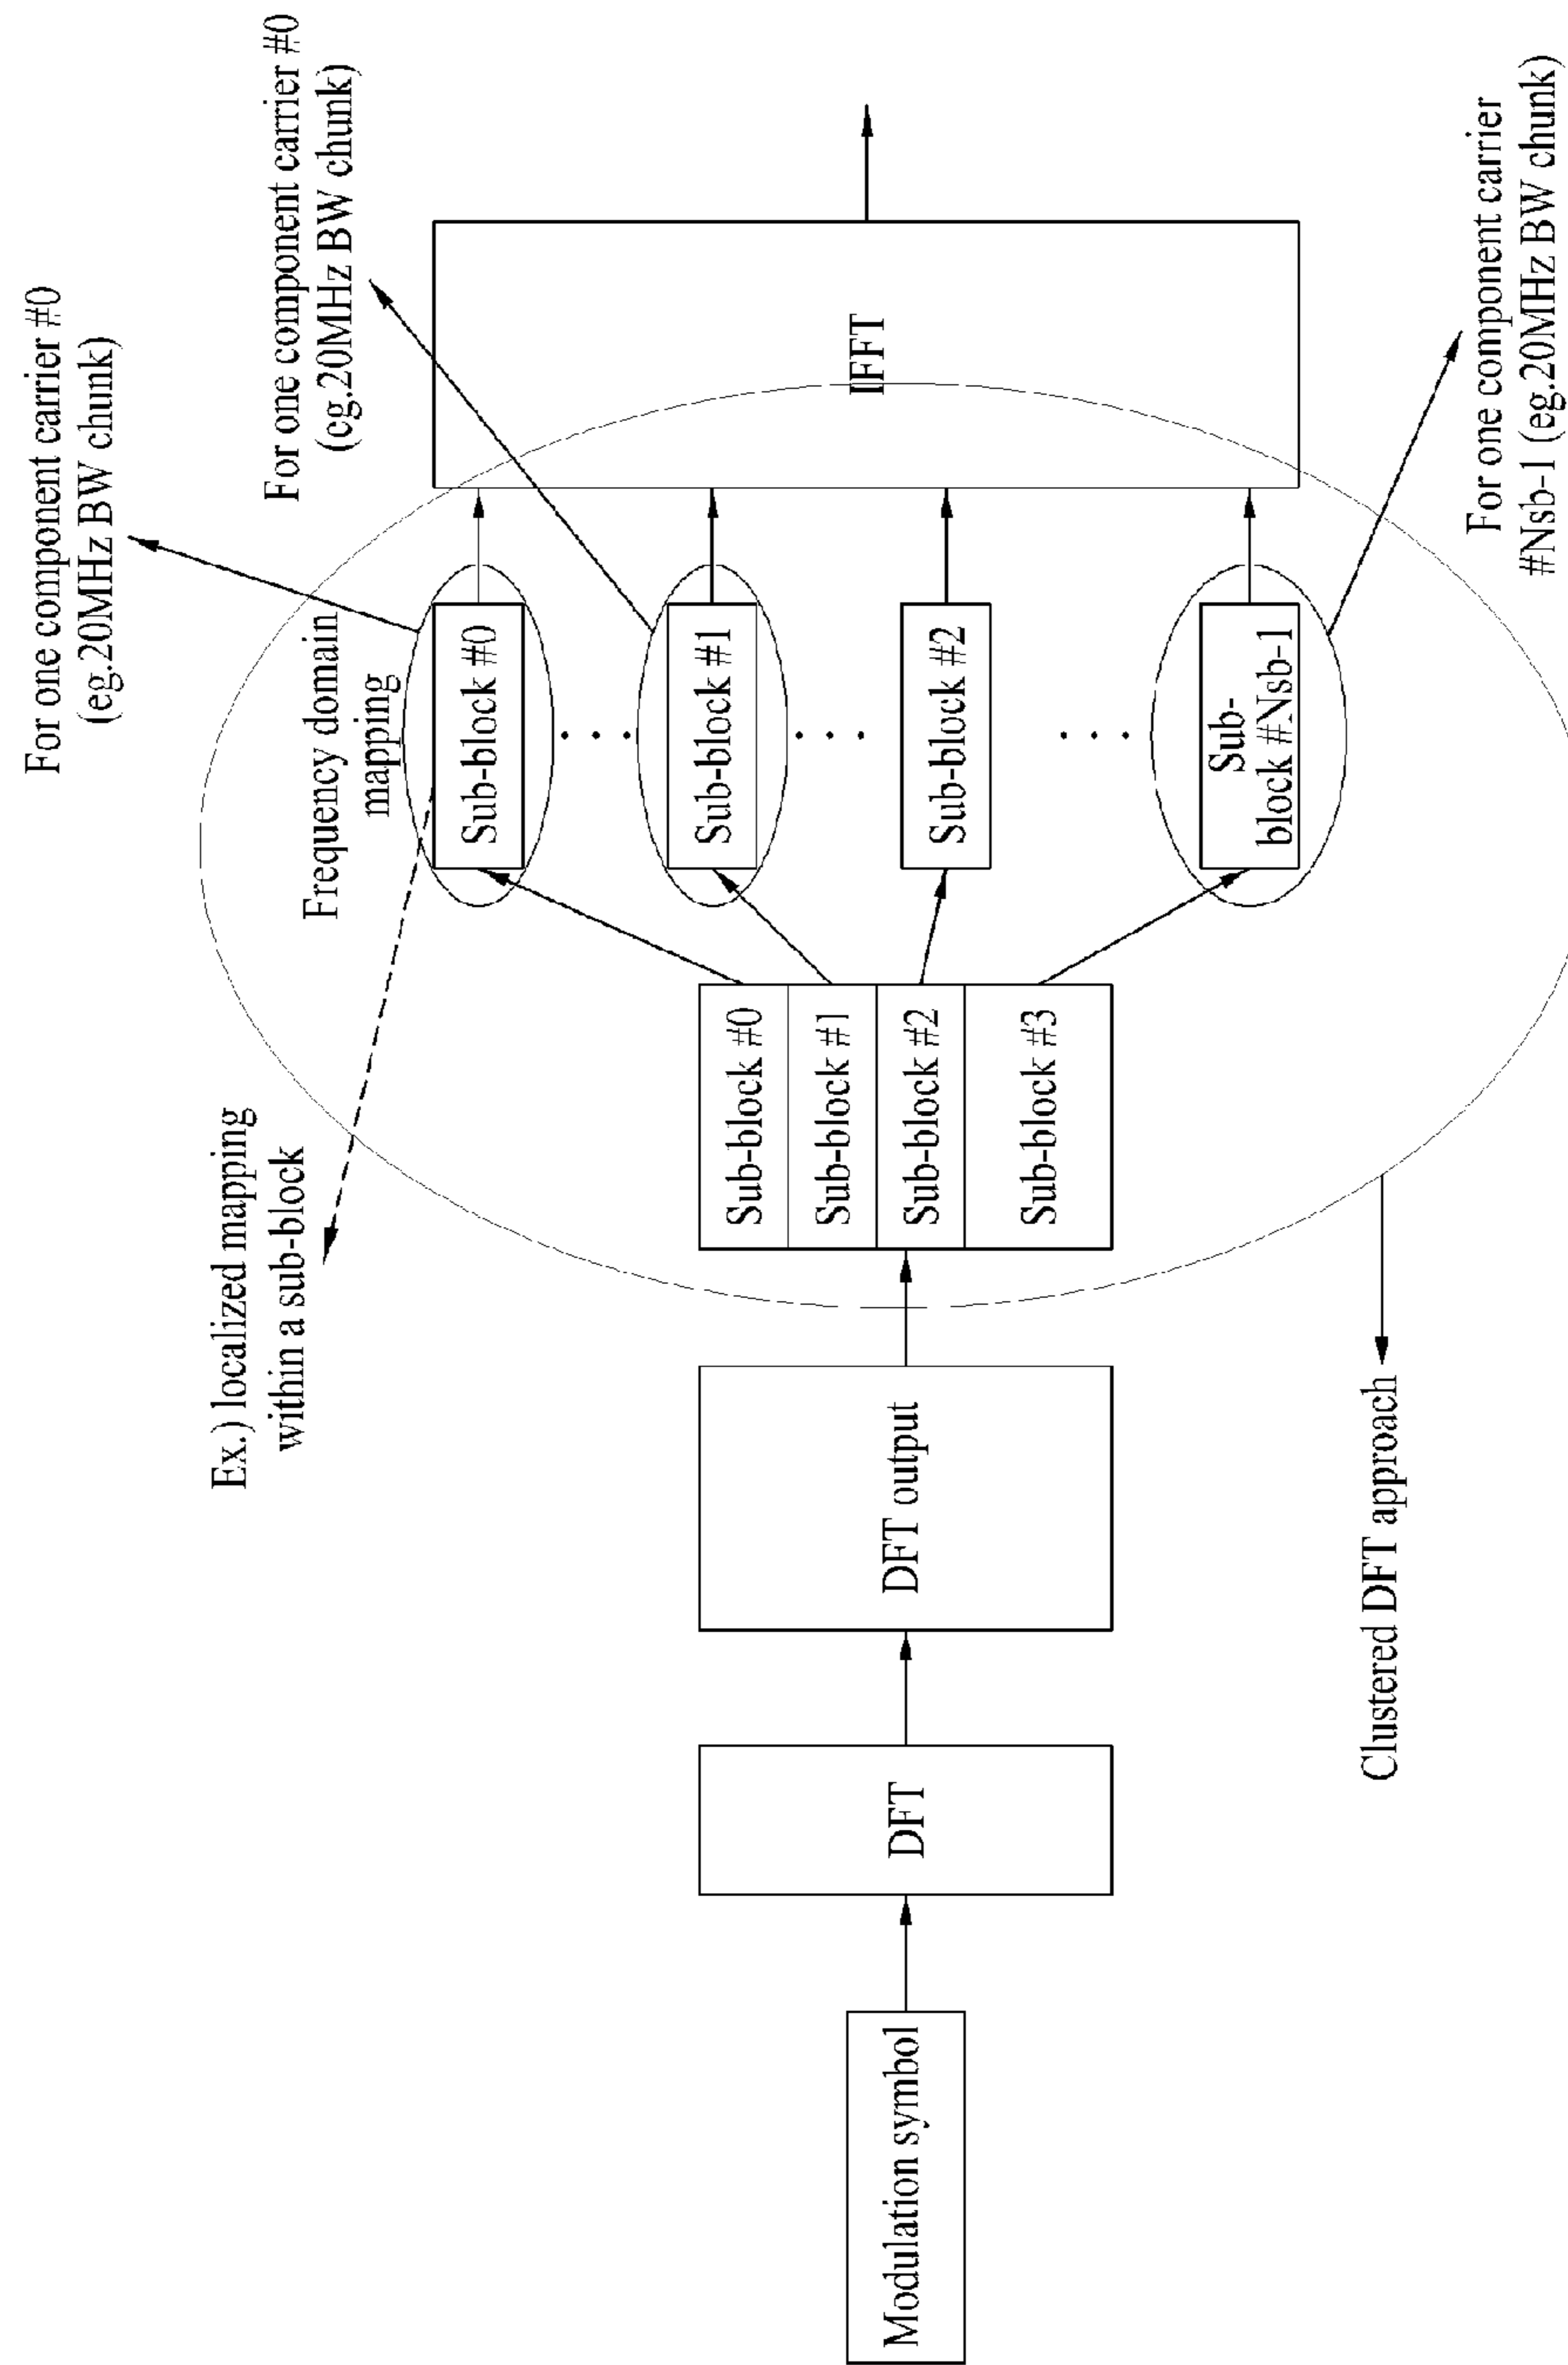 For one component carrier #0
(eg.20MHz BW chunk)
For one component carrier #0
(eg.20MHz BW chunk)
Ex.) localized mapping
within a sub-block
Frequency domain
mapping
Modulation symbol
DFT
DFT output
Sub-block #0
Sub-block #1
Sub-block #2
Sub-block #3
Sub-block #0
Sub-block #1
Sub-block #2
Sub-
block #Nsb-1
IFFT
Clustered DFT approach
For one component carrier
#Nsb-1 (eg.20MHz BW chunk)